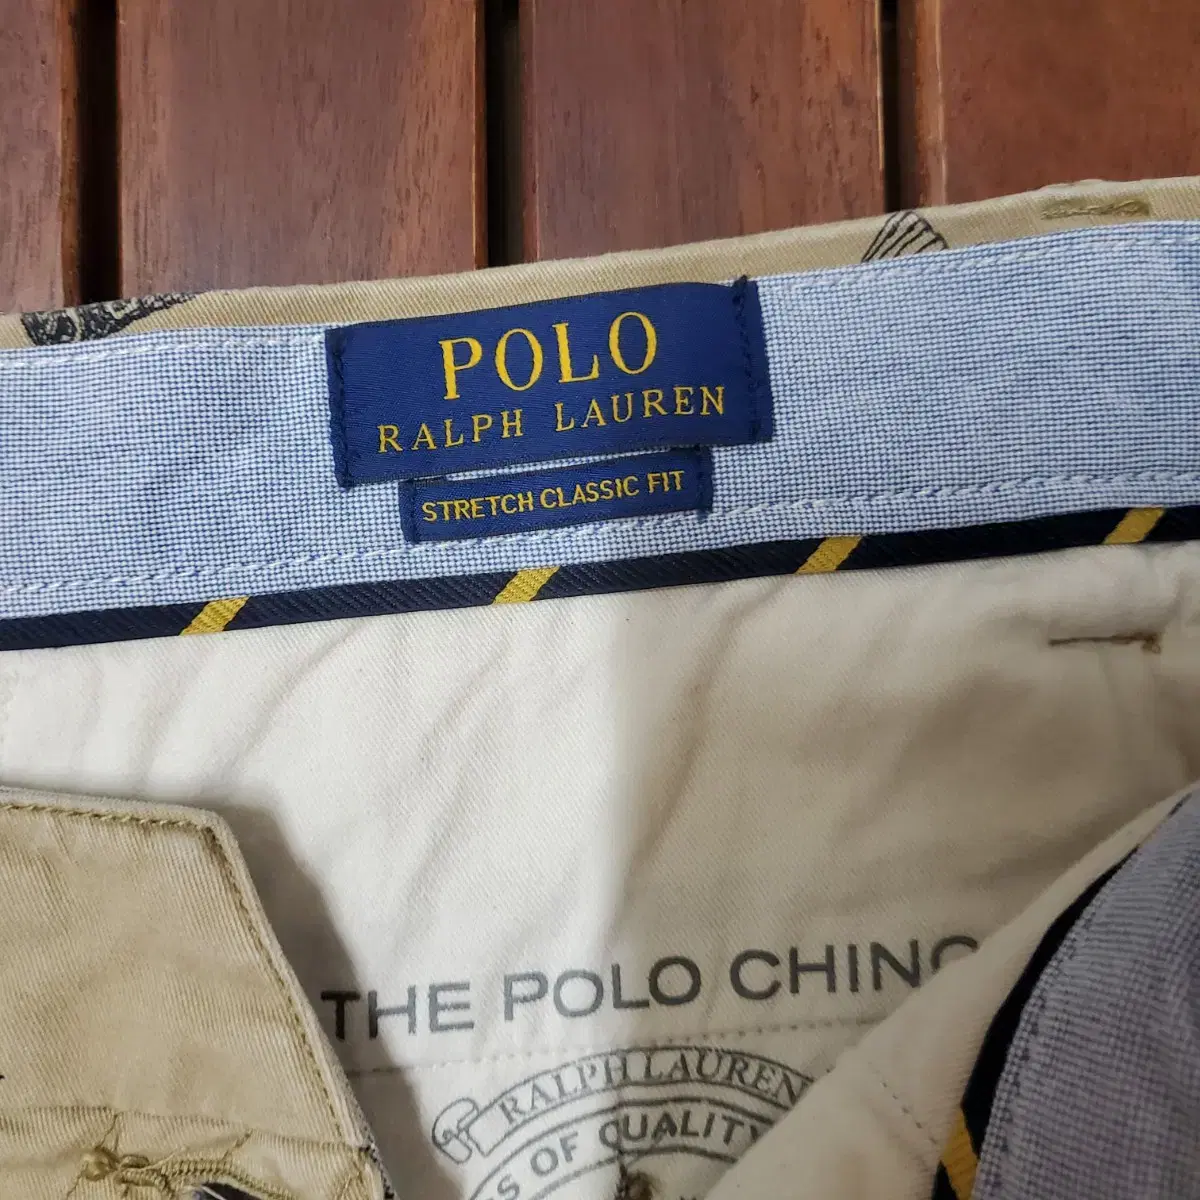 POLO
RALPH LAUREN
STRETCH CLASSIC FIT
THE POLO CHINO
RALPH LAUREN
OF QUALITY